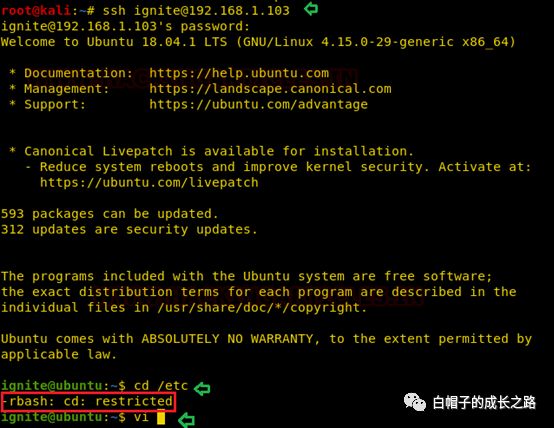 root@kali:~# ssh ignite@192.168.1.103
ignite@192.168.1.103's password:
Welcome to Ubuntu 18.04.1 LTS (GNU/Linux 4.15.0-29-generic x86_64)
* Documentation: https://help.ubuntu.com
* Management: https://landscape.canonical.com
* Support: https://ubuntu.com/advantage
* Canonical Livepatch is available for installation.
- Reduce system reboots and improve kernel security. Activate at:
https://ubuntu.com/livepatch
593 packages can be updated.
312 updates are security updates.
The programs included with the Ubuntu system are free software;
the exact distribution terms for each program are described in the
individual files in /usr/share/doc/*/copyright.
Ubuntu comes with ABSOLUTELY NO WARRANTY, to the extent permitted by
applicable law.
ignite@ubuntu:~$ cd /etc
-rbash: cd: restricted
ignite@ubuntu:~$ vi
白帽子的成长之路